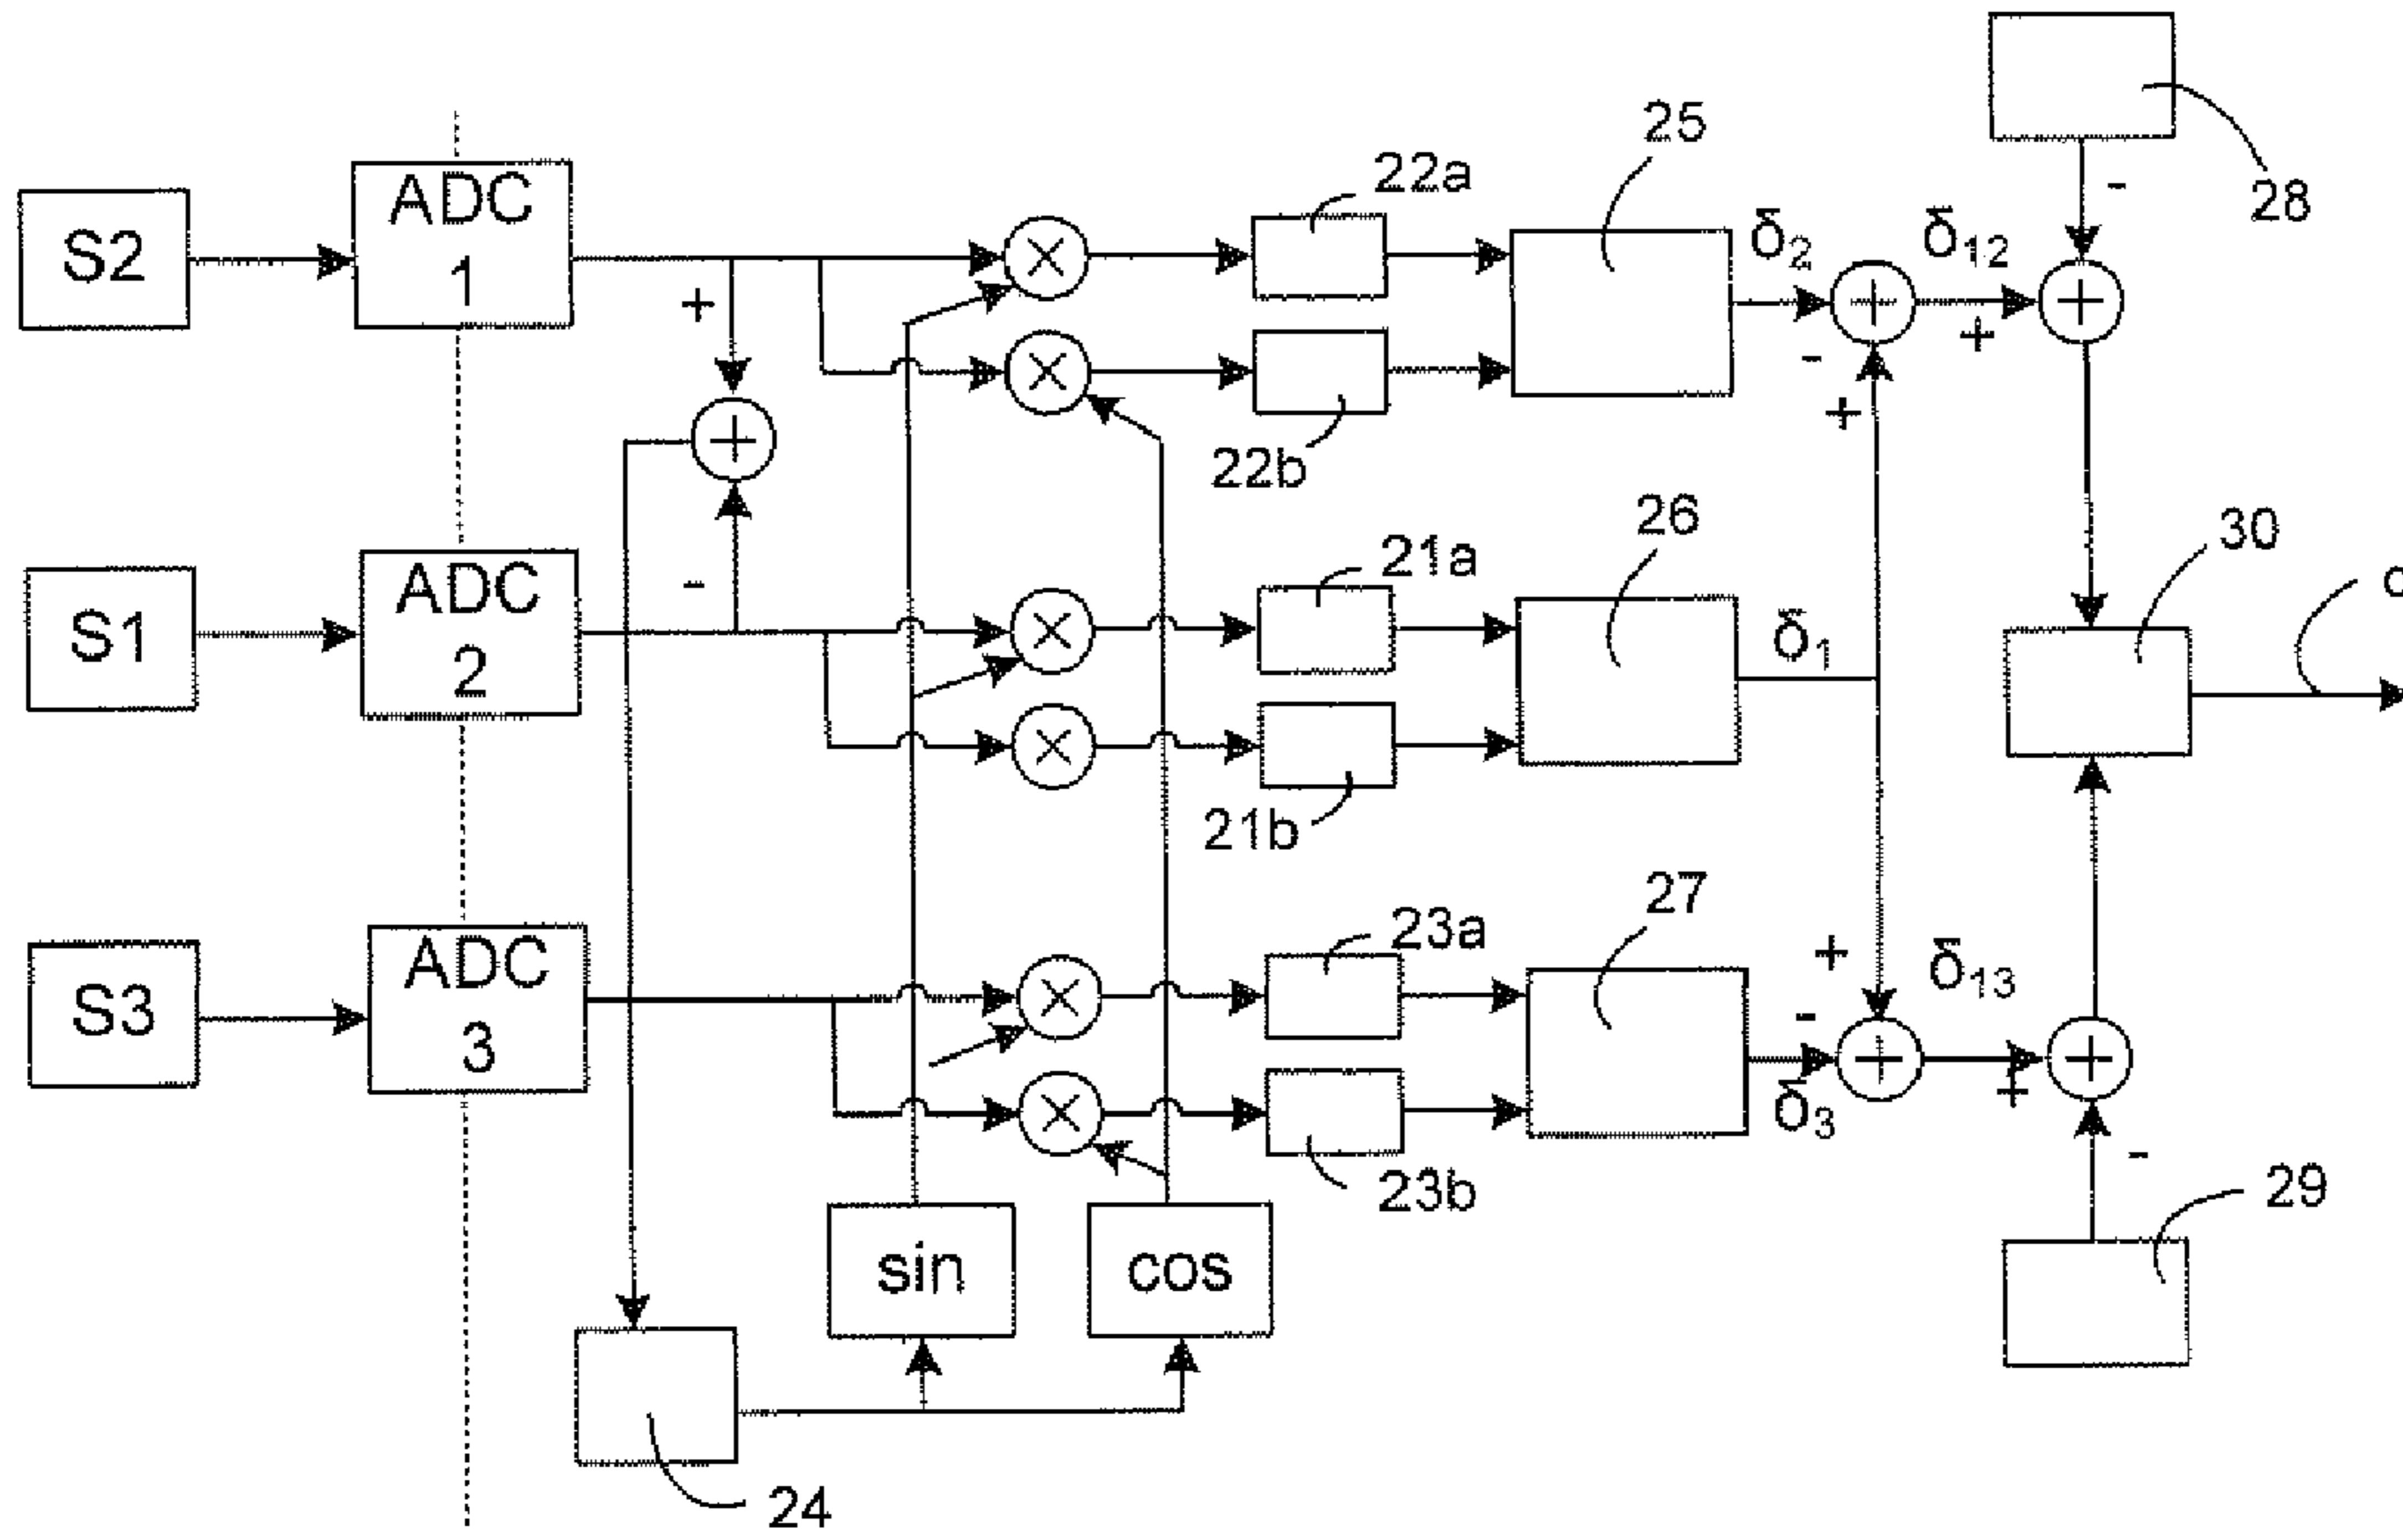 28
25
22a
ADC
1
S2
δ2
δ12
-
+
-
+
+
22b
21a
26
30
ADC
2
S1
-
δ1
21b
27
23a
ADC
3
S3
+
δ13
-
+
δ3
-
23b
29
sin
cos
24